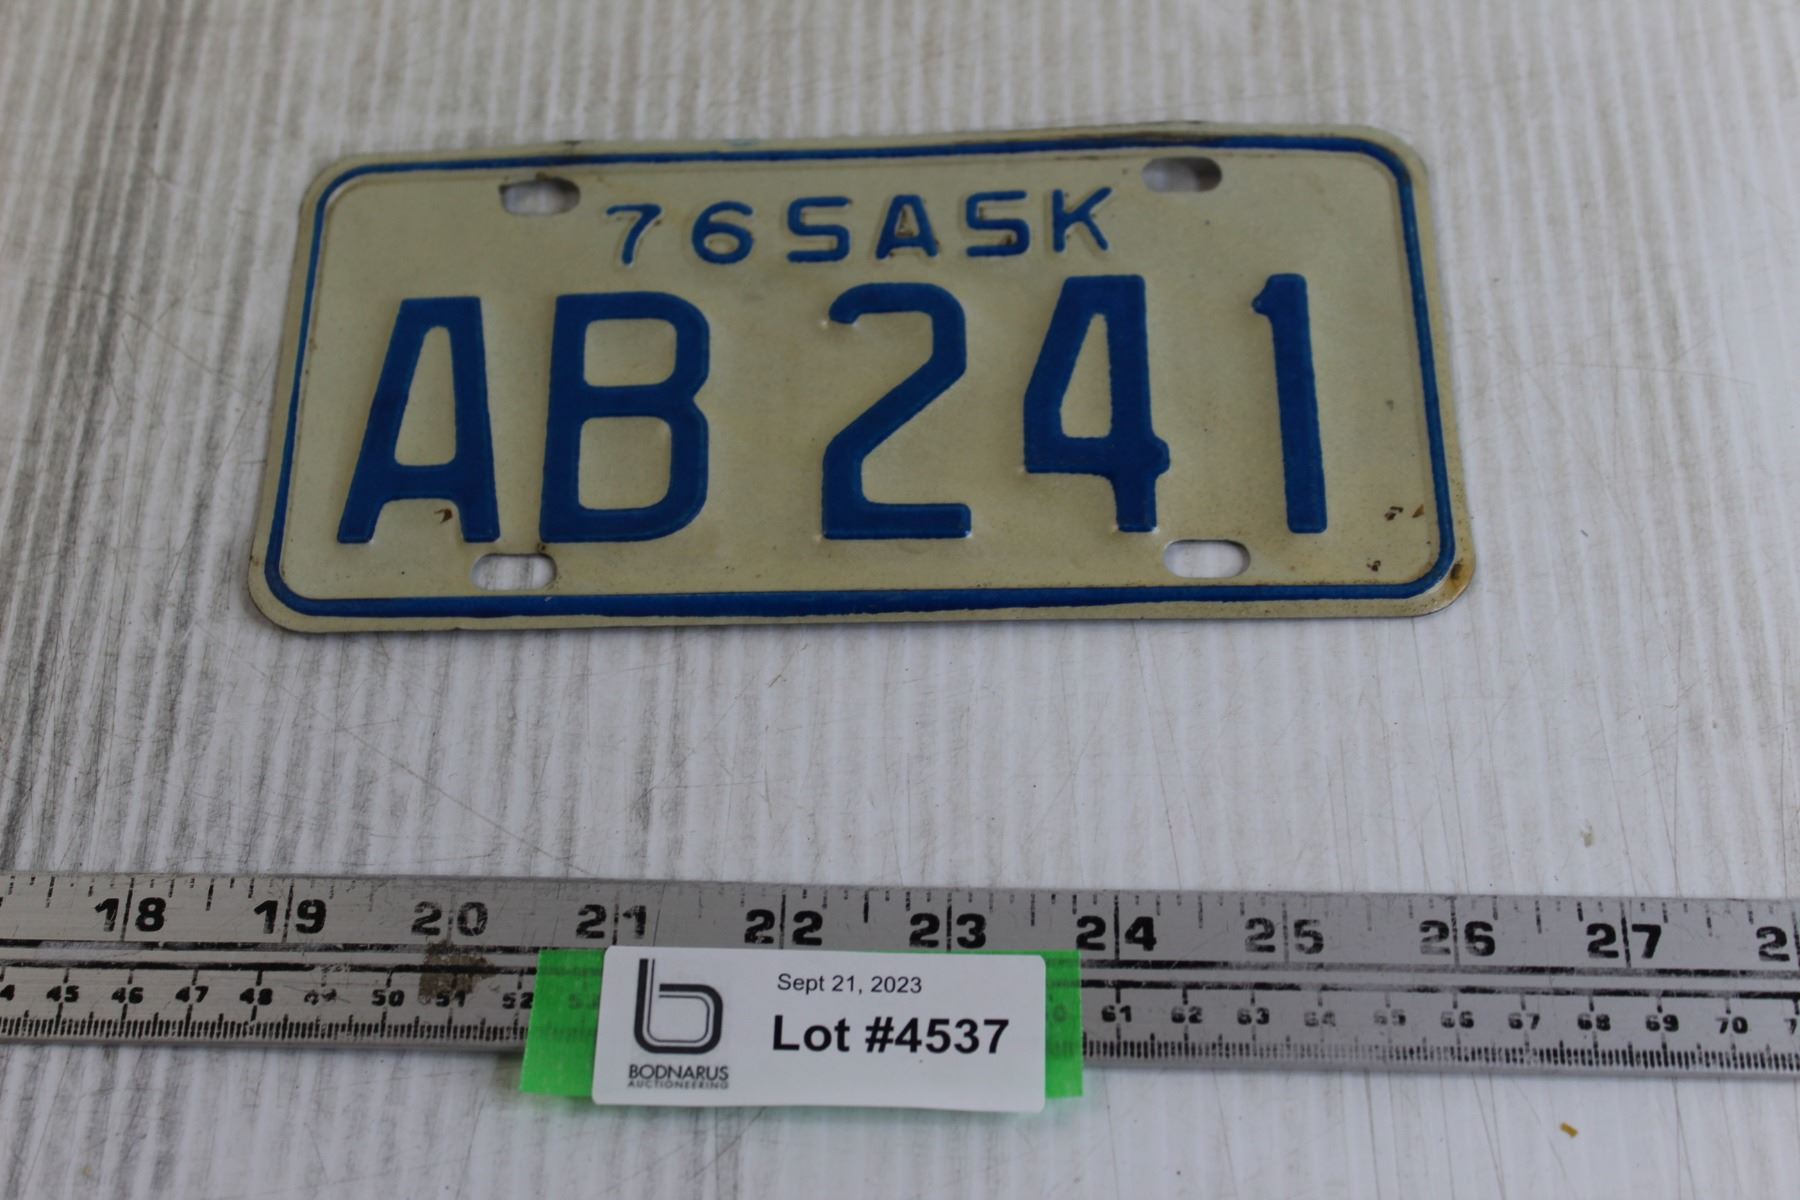 76 SASK
AB 241
18 19 20 21 22 23 24 25 26 27
Sept 21, 2023
Lot #4537
BODNARUS
AUCTIONEERING
45 46 47 48 49 50 51 52 61 62 63 64 65 66 67 68 69 70